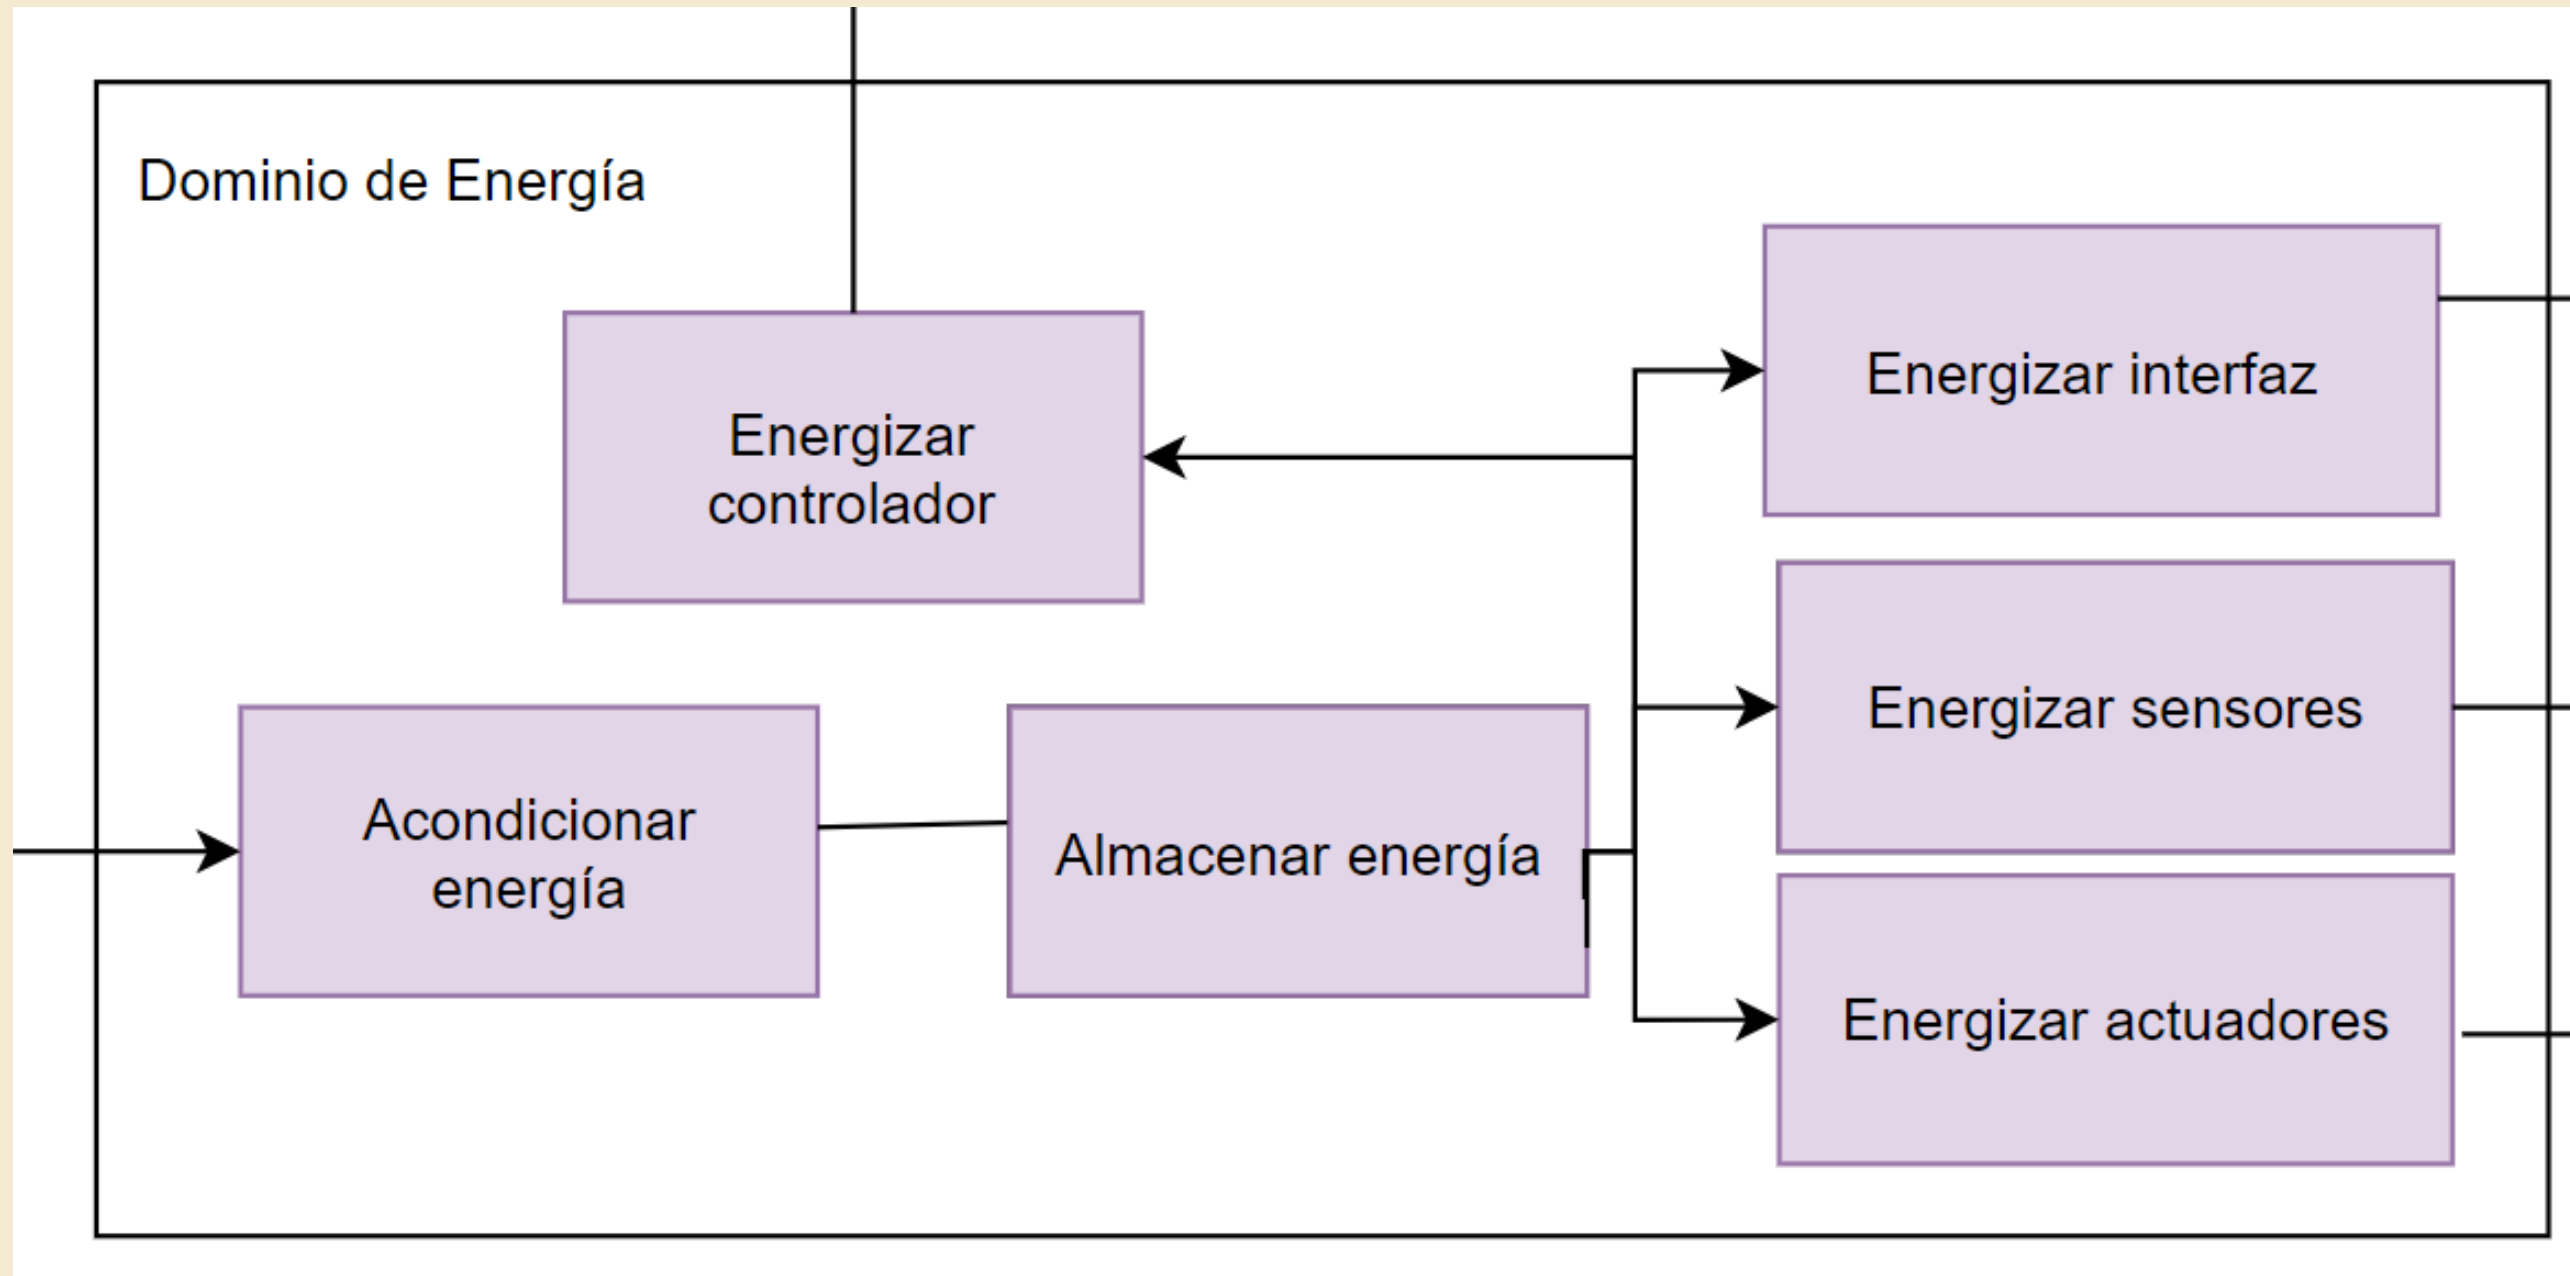 Dominio de Energía
Energizar
controlador
Energizar interfaz
Energizar sensores
Acondicionar
energía
Almacenar energía
Energizar actuadores